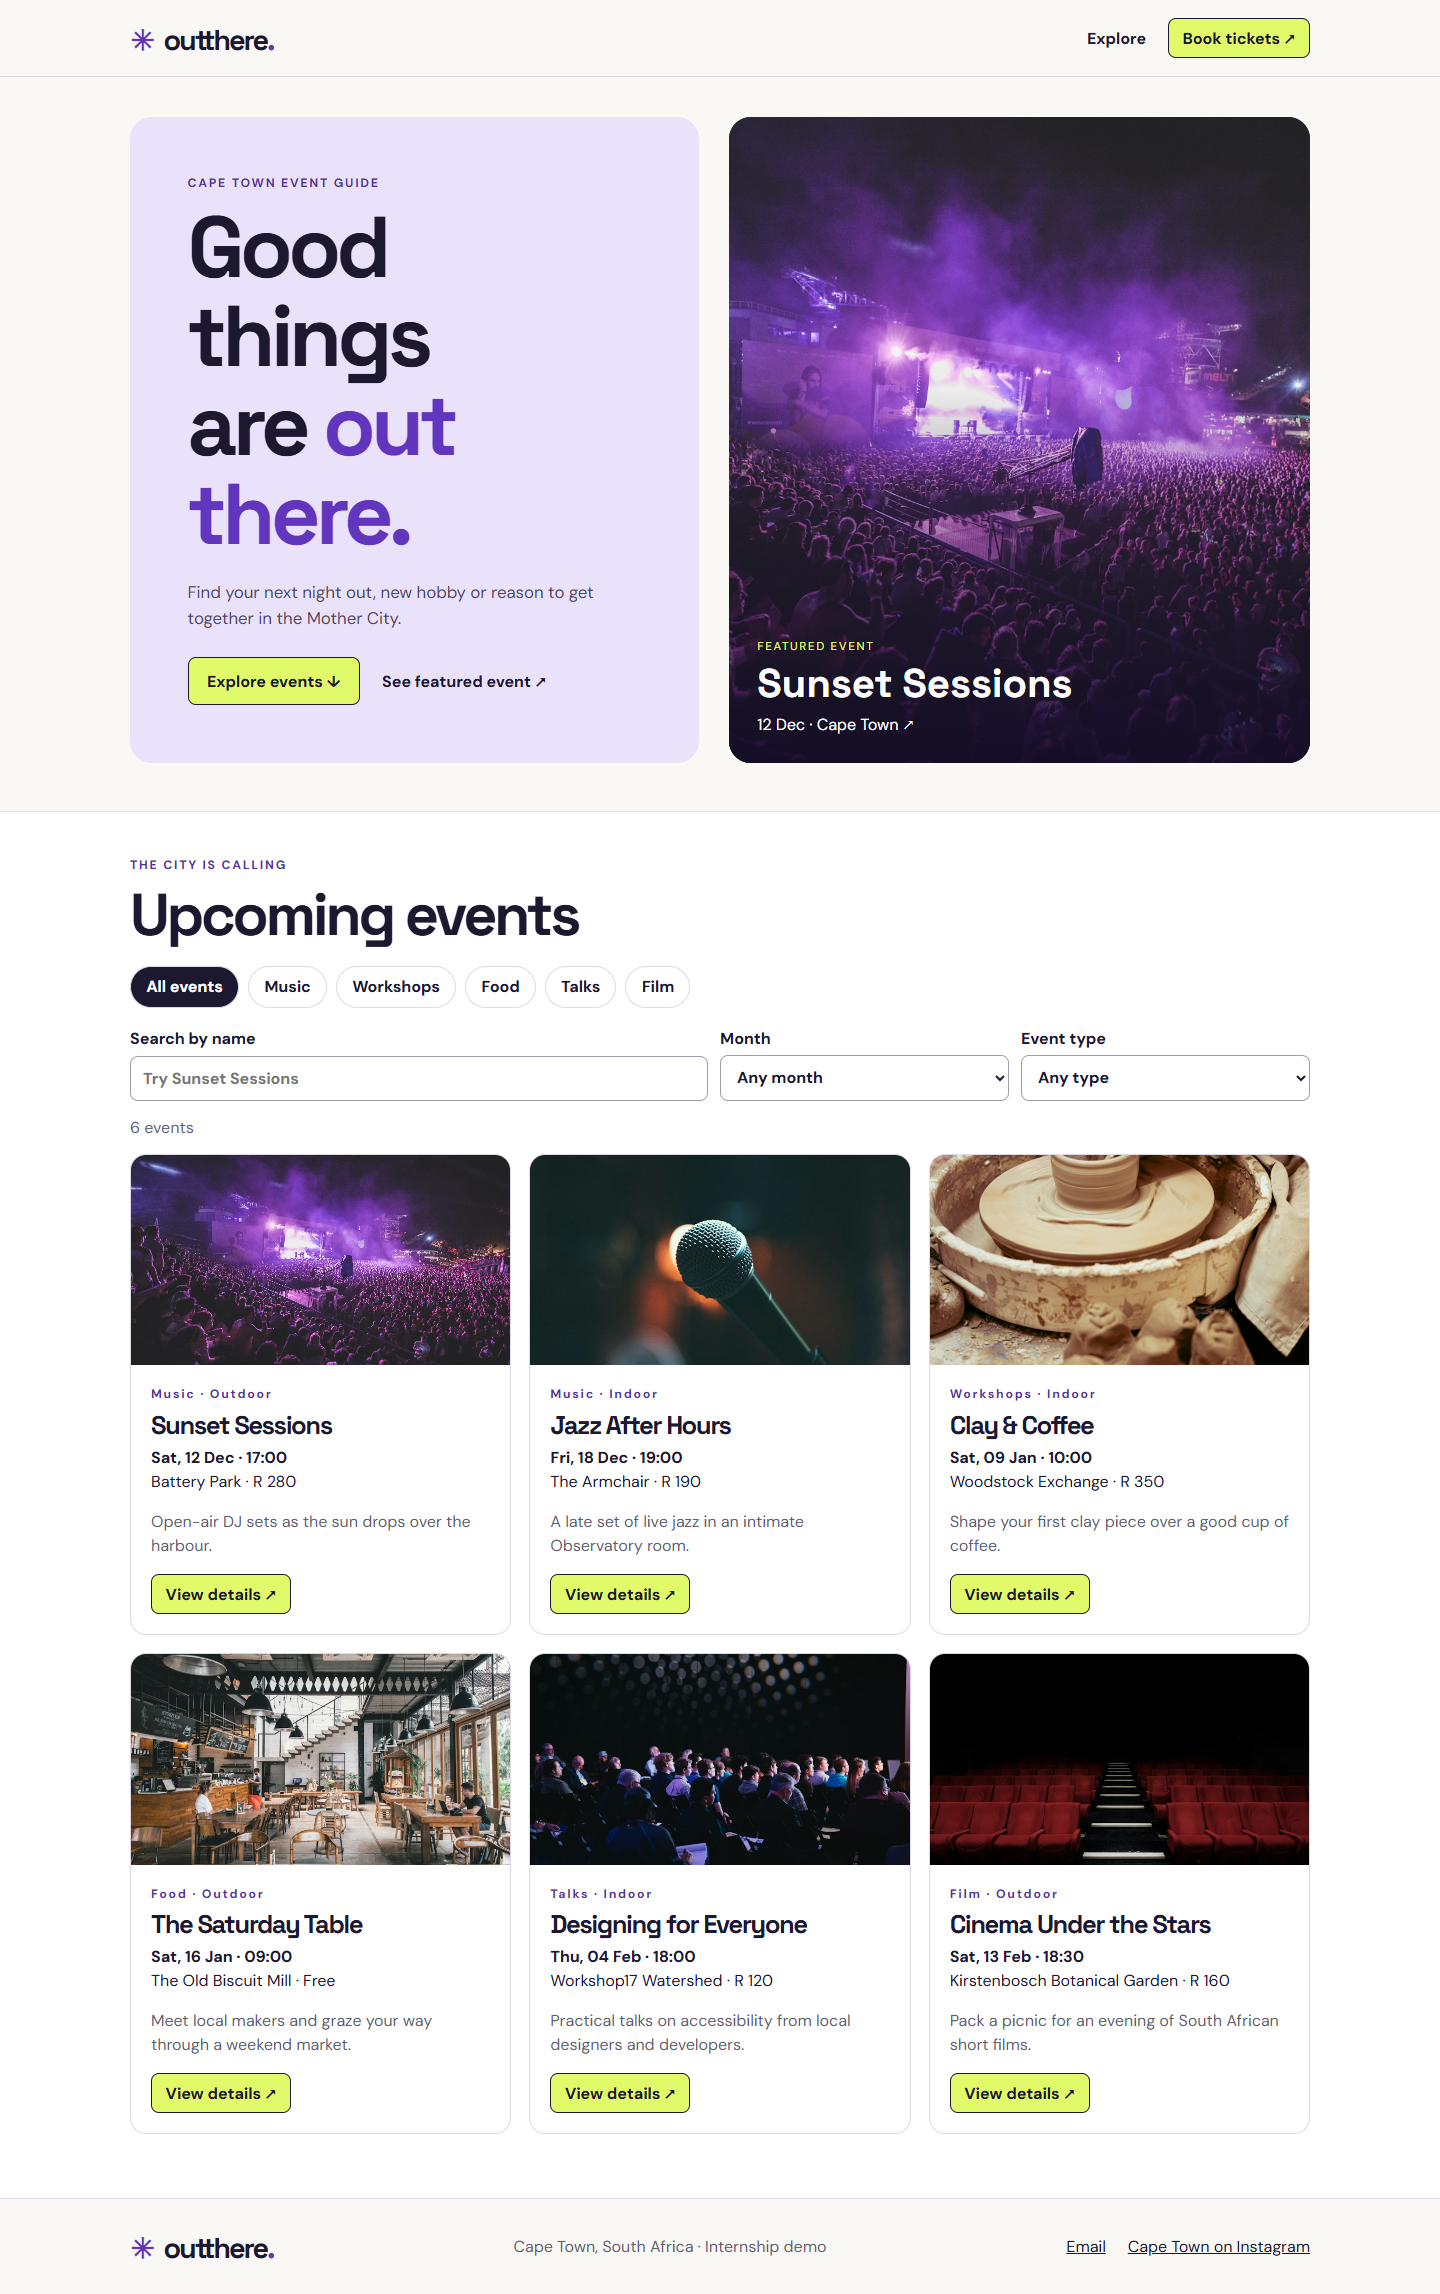 outthere.
Explore
Book tickets ↗
CAPE TOWN EVENT GUIDE
Good
things
are out
there.
Find your next night out, new hobby or reason to get
together in the Mother City.
Explore events ↓
See featured event ↗
FEATURED EVENT
Sunset Sessions
12 Dec · Cape Town ↗
THE CITY IS CALLING
Upcoming events
All events
Music
Workshops
Food
Talks
Film
Search by name
Month
Event type
Try Sunset Sessions
Any month
Any type
6 events
Music · Outdoor
Sunset Sessions
Sat, 12 Dec · 17:00
Battery Park · R 280
Open-air DJ sets as the sun drops over the
harbour.
View details ↗
Music · Indoor
Jazz After Hours
Fri, 18 Dec · 19:00
The Armchair · R 190
A late set of live jazz in an intimate
Observatory room.
View details ↗
Workshops · Indoor
Clay & Coffee
Sat, 09 Jan · 10:00
Woodstock Exchange · R 350
Shape your first clay piece over a good cup of
coffee.
View details ↗
Food · Outdoor
The Saturday Table
Sat, 16 Jan · 09:00
The Old Biscuit Mill · Free
Meet local makers and graze your way
through a weekend market.
View details ↗
Talks · Indoor
Designing for Everyone
Thu, 04 Feb · 18:00
Workshop17 Watershed · R 120
Practical talks on accessibility from local
designers and developers.
View details ↗
Film · Outdoor
Cinema Under the Stars
Sat, 13 Feb · 18:30
Kirstenbosch Botanical Garden · R 160
Pack a picnic for an evening of South African
short films.
View details ↗
outthere.
Cape Town, South Africa · Internship demo
Email
Cape Town on Instagram